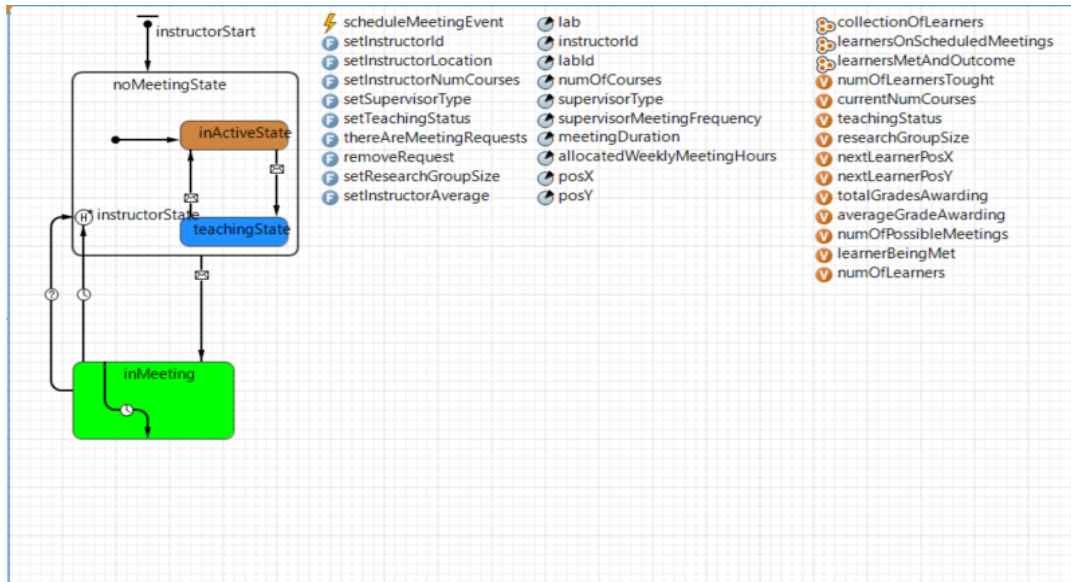 instructorStart
noMeetingState
inActiveState
H* instructorState
teachingState
?
inMeeting
scheduleMeetingEvent
F setInstructorId
F setInstructorLocation
F setInstructorNumCourses
F setSupervisorType
F setTeachingStatus
F thereAreMeetingRequests
F removeRequest
F setResearchGroupSize
F setInstructorAverage
lab
instructorId
labId
numOfCourses
supervisorType
supervisorMeetingFrequency
meetingDuration
allocatedWeeklyMeetingHours
posX
posY
collectionOfLearners
learnersOnScheduledMeetings
learnersMetAndOutcome
V numOfLearnersTought
V currentNumCourses
V teachingStatus
V researchGroupSize
V nextLearnerPosX
V nextLearnerPosY
V totalGradesAwarding
V averageGradeAwarding
V numOfPossibleMeetings
V learnerBeingMet
V numOfLearners